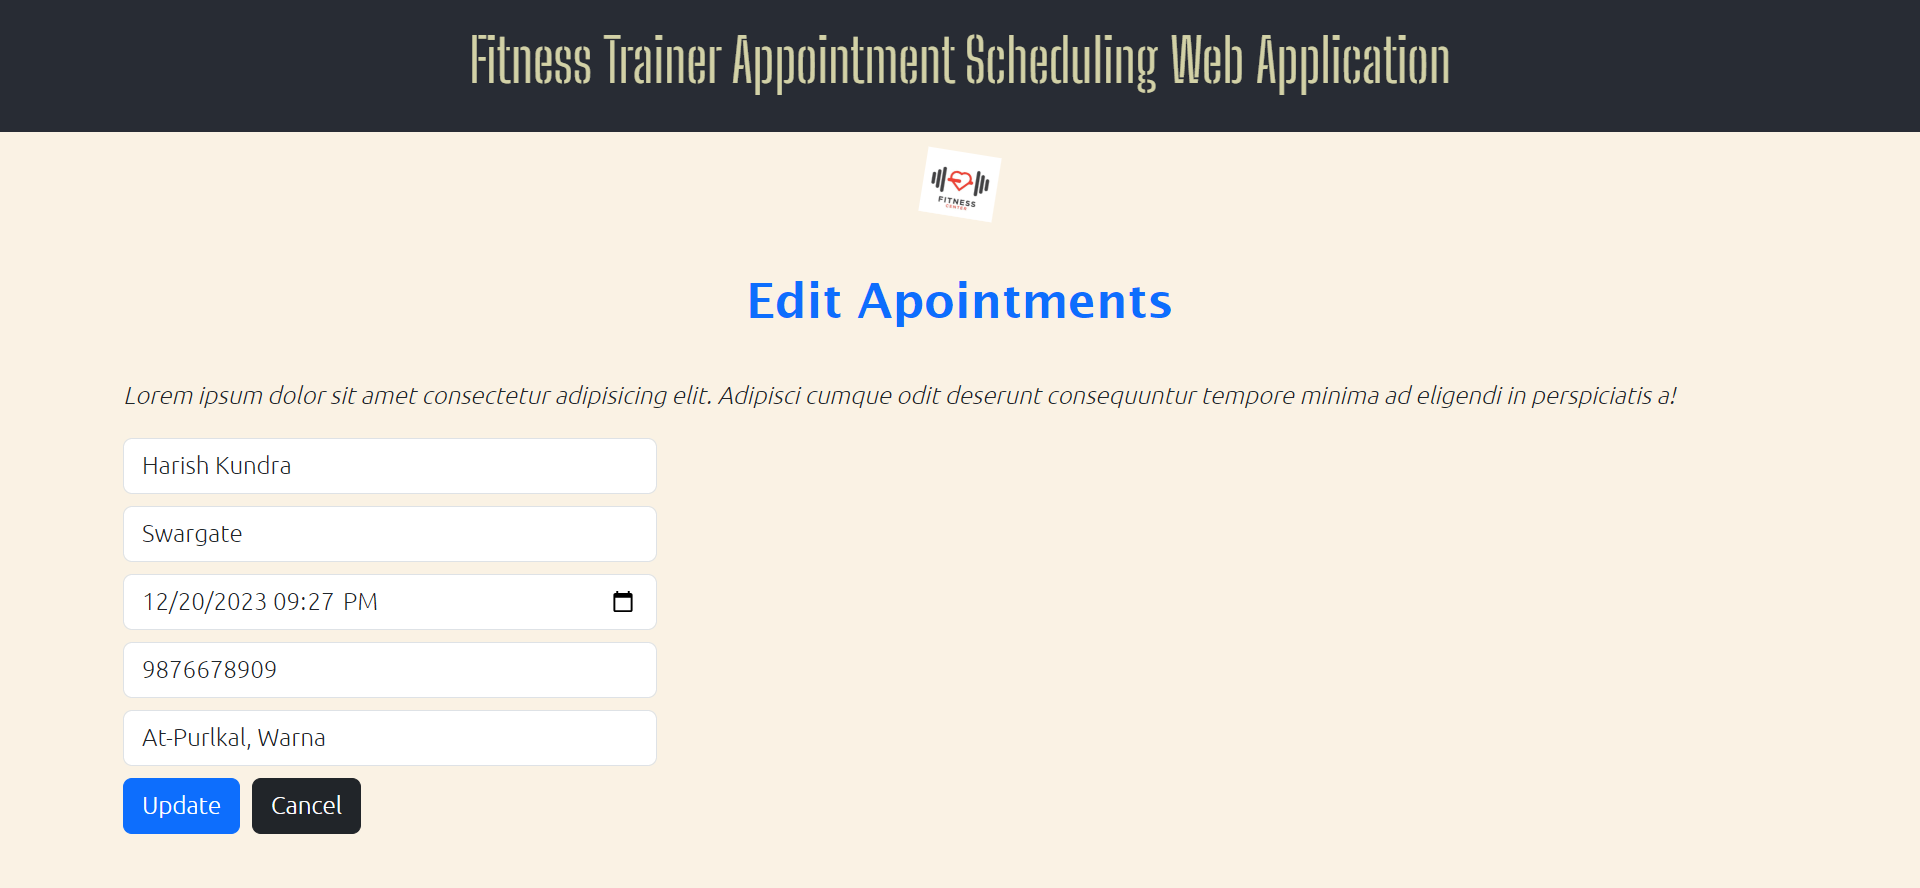 Fitness Trainer Appointment Scheduling Web Application
FITNESS
CENTER
Edit Apointments
Lorem ipsum dolor sit amet consectetur adipisicing elit. Adipisci cumque odit deserunt consequuntur tempore minima ad eligendi in perspiciatis a!
Harish Kundra
Swargate
12/20/2023 09:27 PM
9876678909
At-Purlkal, Warna
Update Cancel